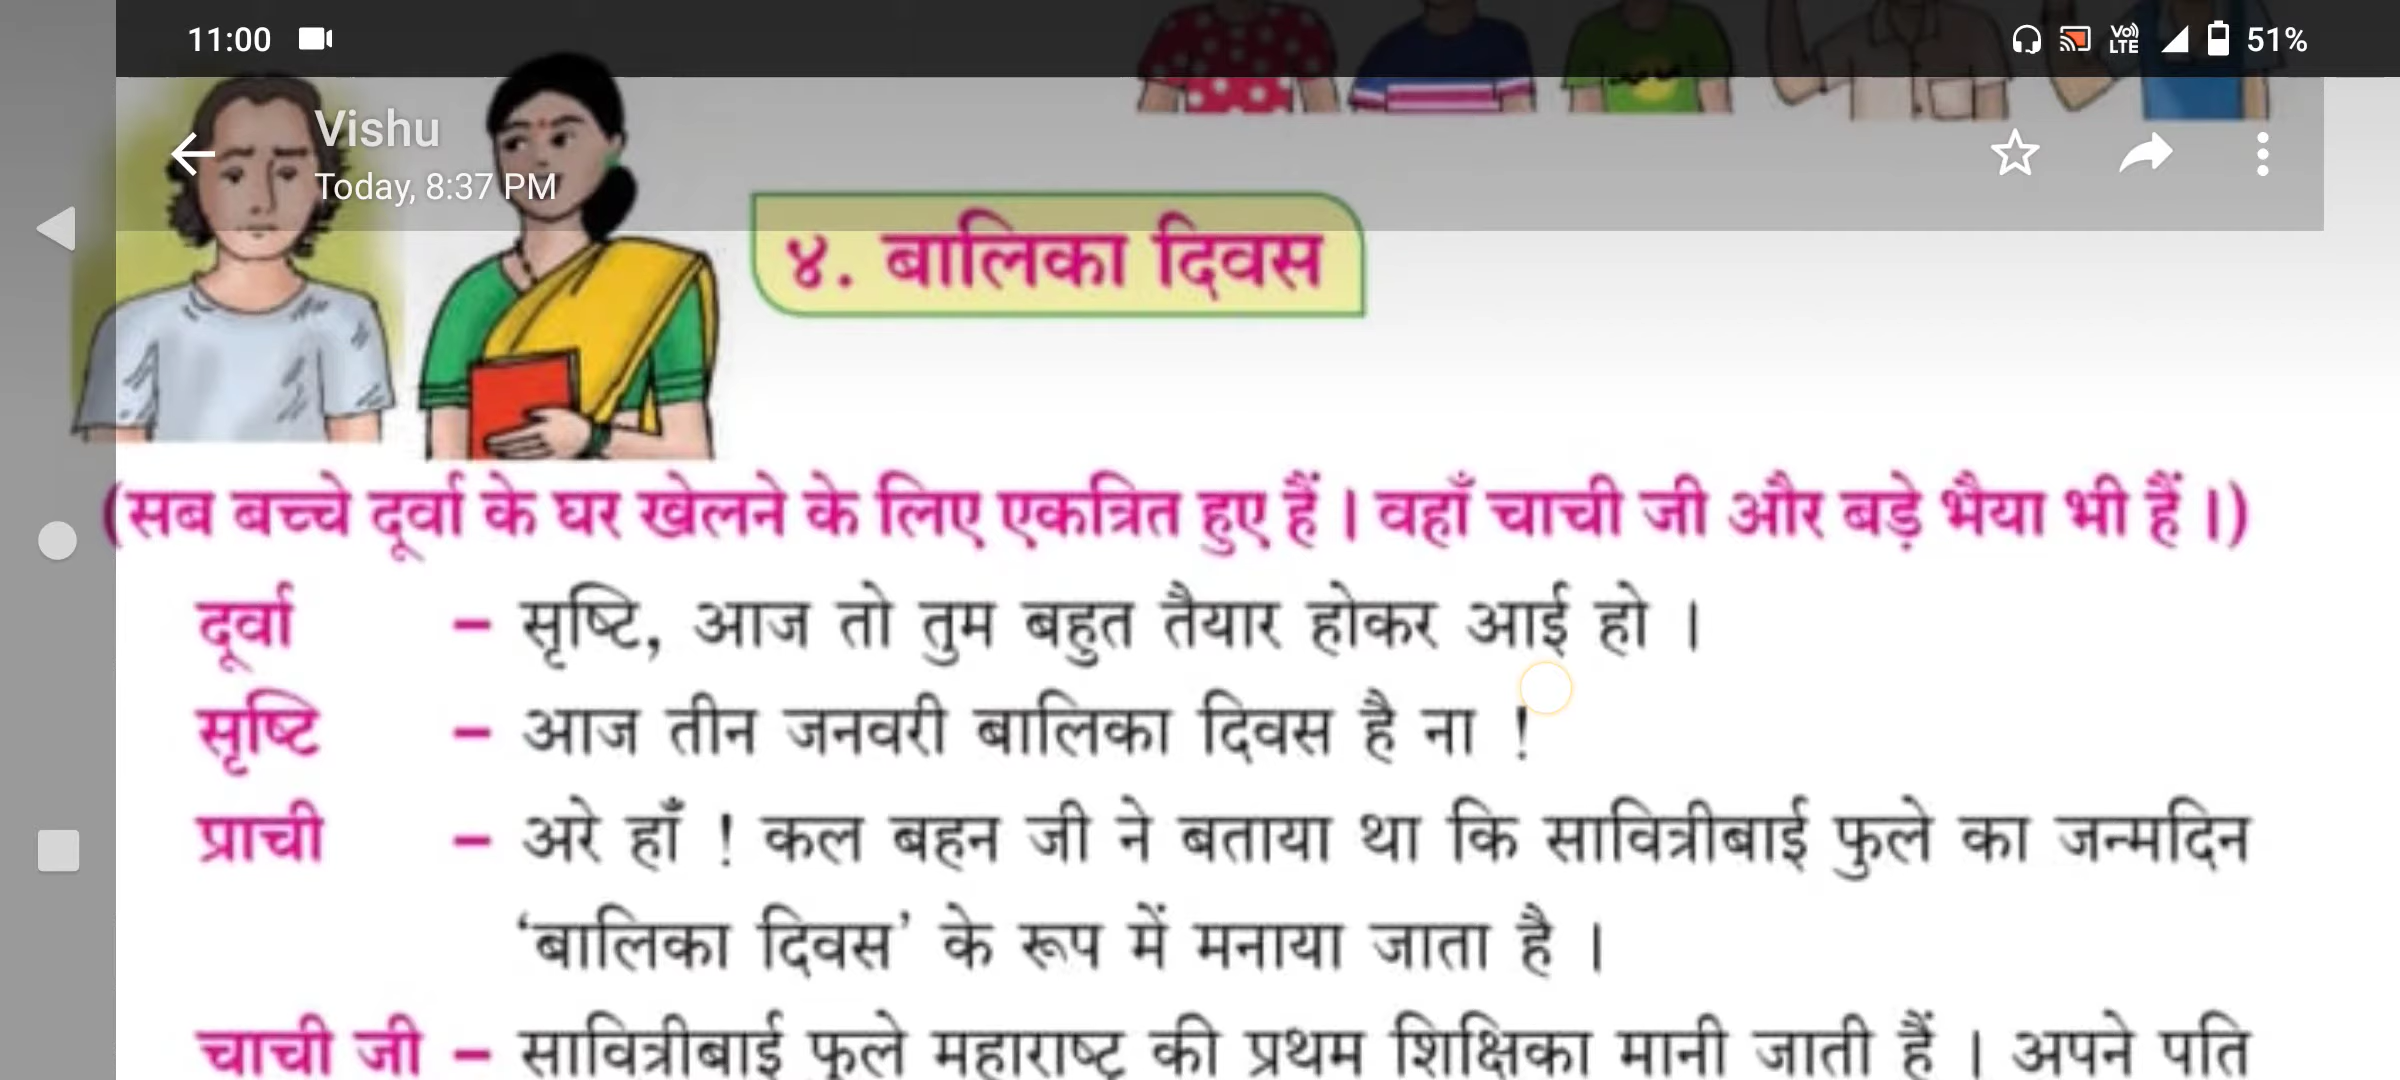 11:00 VoLTE 51%
Vishu
Today, 8:37 PM
४. बालिका दिवस
(सब बच्चे दूर्वा के घर खेलने के लिए एकत्रित हुए हैं । वहाँ चाची जी और बड़े भैया भी हैं ।)
दूर्वा – सृष्टि, आज तो तुम बहुत तैयार होकर आई हो ।
सृष्टि – आज तीन जनवरी बालिका दिवस है ना !
प्राची – अरे हाँ ! कल बहन जी ने बताया था कि सावित्रीबाई फुले का जन्मदिन
‘बालिका दिवस’ के रूप में मनाया जाता है ।
चाची जी – सावित्रीबाई फुले महाराष्ट्र की प्रथम शिक्षिका मानी जाती हैं । अपने पति